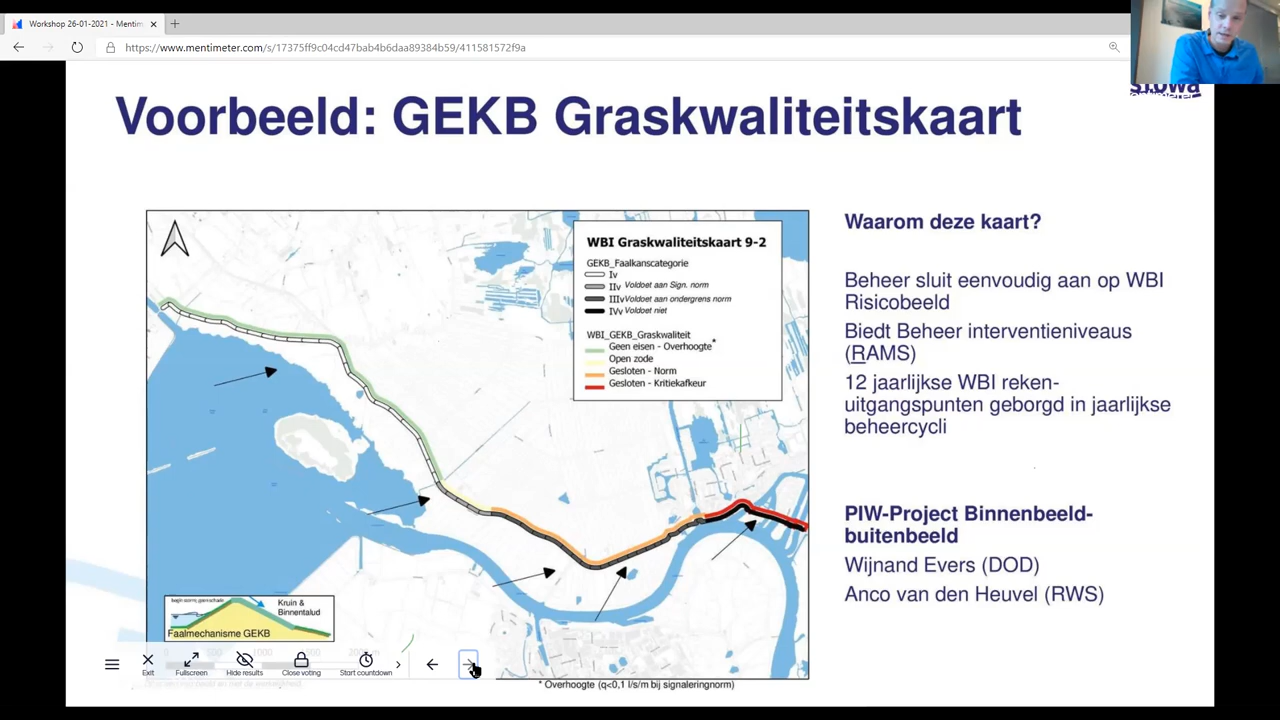 Workshop 26-01-2021 - Mentim
https://www.mentimeter.com/s/17375ff9c04cd47bab4b6daa89384b59/411581572f9a
Voorbeeld: GEKB Graskwaliteitskaart
WBI Graskwaliteitskaart 9-2
GEKB_Faalkanscategorie
Iv
IIv Voldoet aan Sign. norm
IIIv Voldoet aan ondergrens norm
IVv Voldoet niet
WBI_GEKB_Graskwaliteit
Geen eisen - Overhoogte*
Open zode
Gesloten - Norm
Gesloten - Kritiekafkeur
Kruin &
Binnentalud
Faalmechanisme GEKB
Waarom deze kaart?
Beheer sluit eenvoudig aan op WBI
Risicobeeld
Biedt Beheer interventieniveaus
(RAMS)
12 jaarlijkse WBI reken-
uitgangspunten geborgd in jaarlijkse
beheercycli
PIW-Project Binnenbeeld-
buitenbeeld
Wijnand Evers (DOD)
Anco van den Heuvel (RWS)
Exit
Fullscreen
Hide results
Close voting
Start countdown
* Overhoogte (q<0,1 l/s/m bij signaleringnorm)